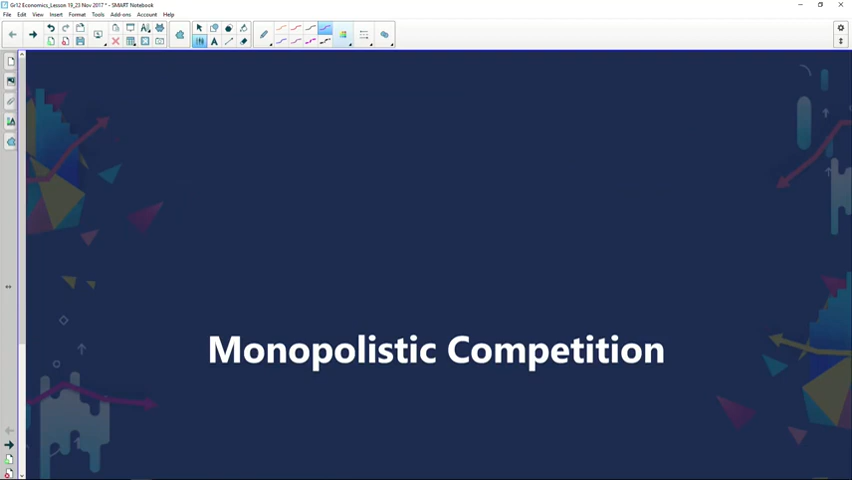 Gr12 Economics_Lesson 19_23 Nov 2017 * - SMART Notebook
File Edit View Insert Format Tools Add-ons Account Help
Monopolistic Competition